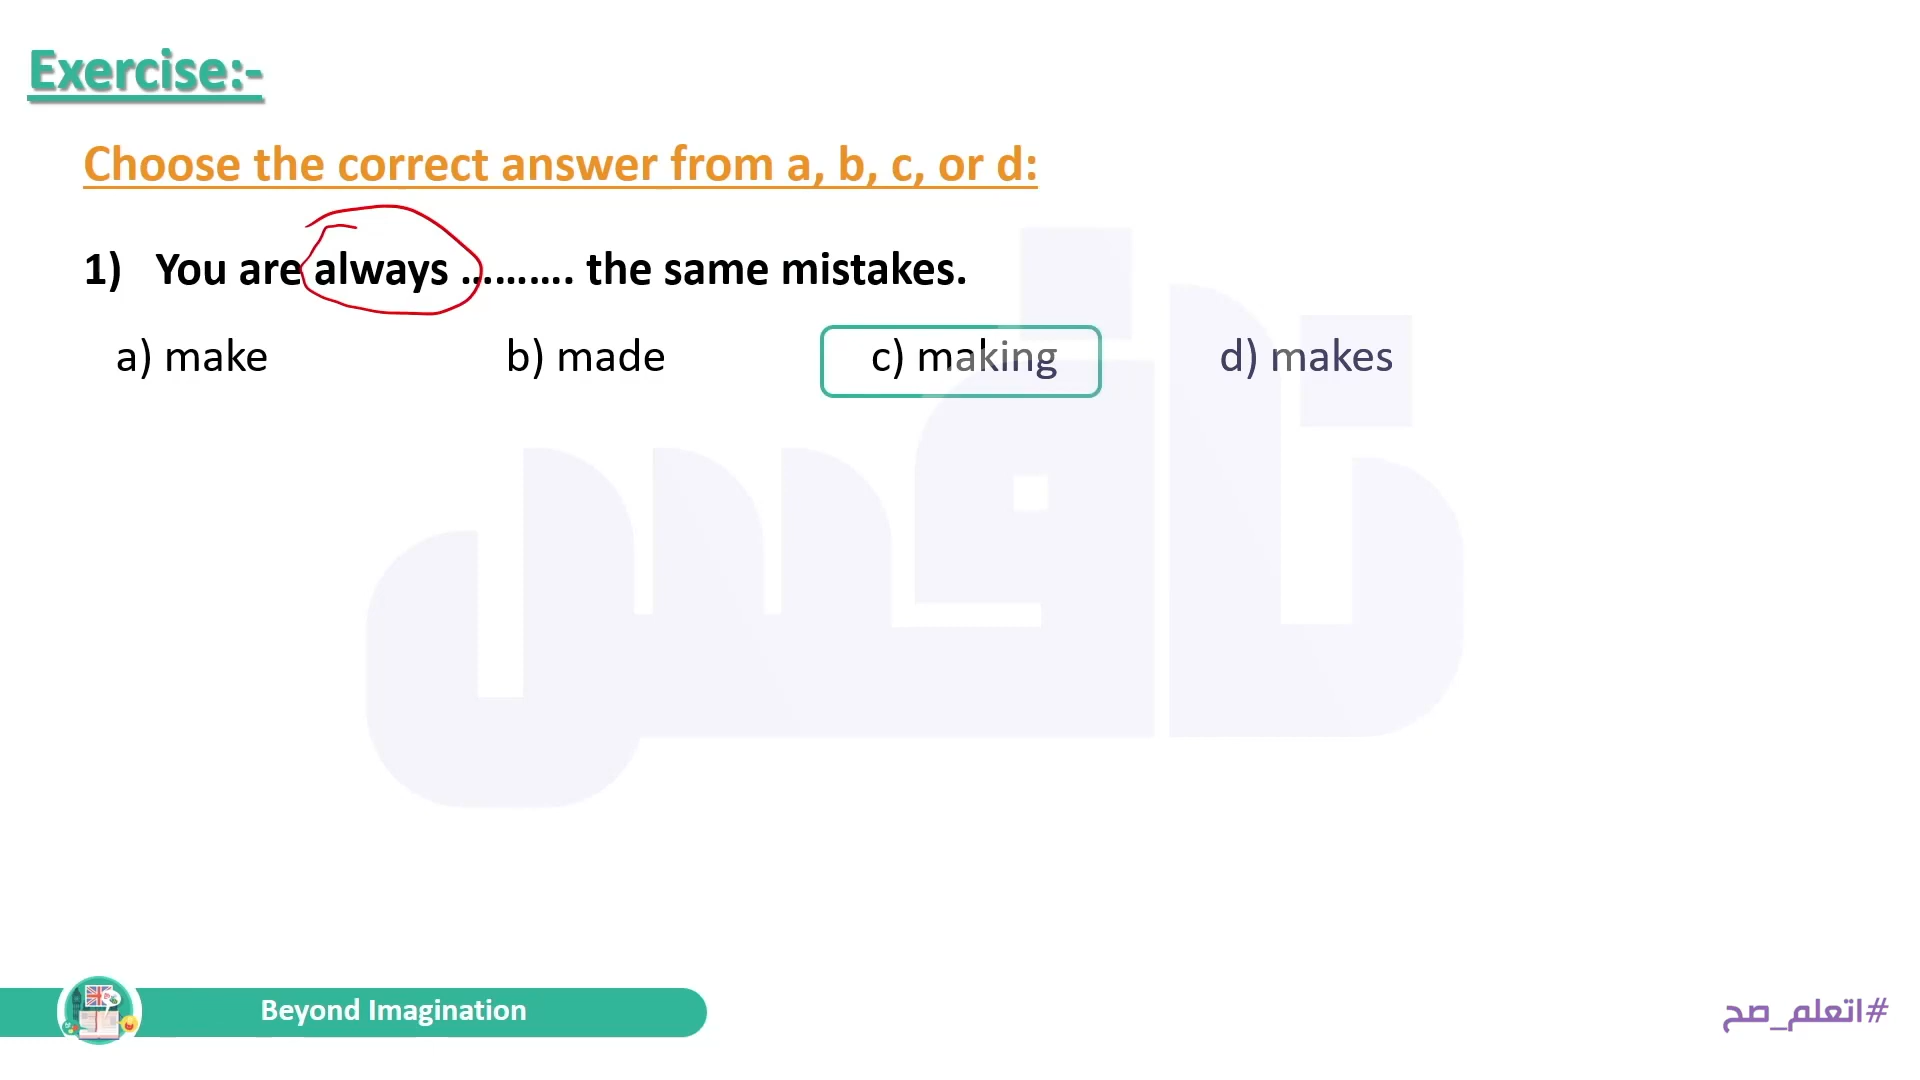 Exercise:-
Choose the correct answer from a, b, c, or d:
1) You are always .......... the same mistakes.
a) make b) made c) making d) makes
نافس
Beyond Imagination
#اتعلم_صح